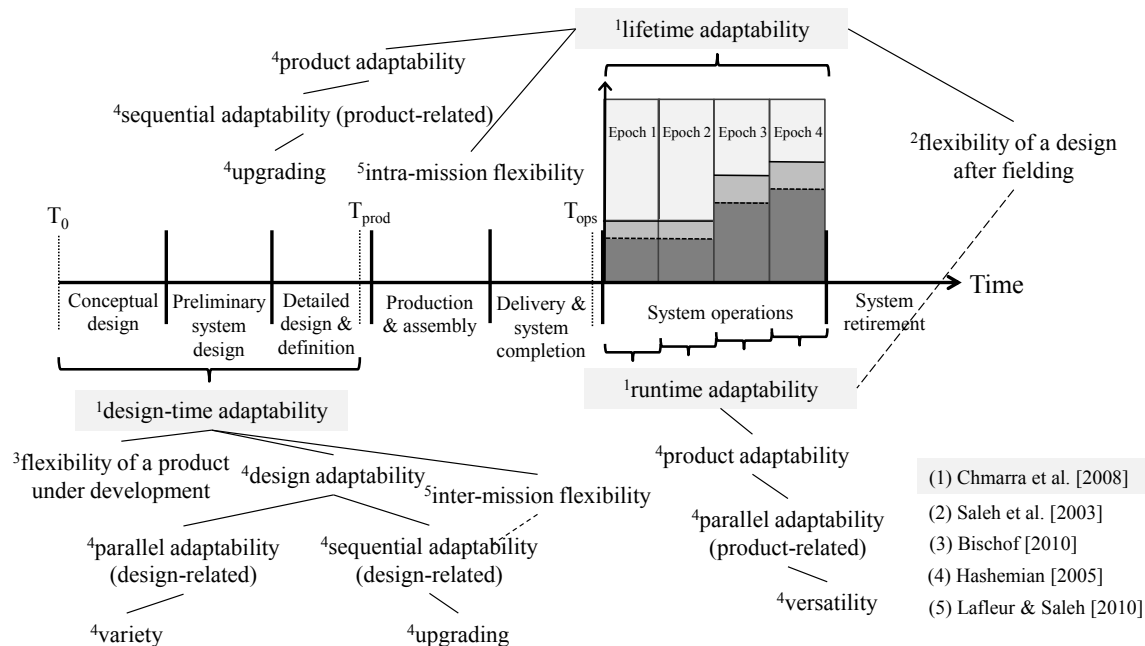 ¹lifetime adaptability
⁴product adaptability
⁴sequential adaptability (product-related)
⁴upgrading
⁵intra-mission flexibility
Epoch 1
Epoch 2
Epoch 3
Epoch 4
²flexibility of a design
after fielding
T₀
Tprod
Tops
Time
Conceptual
design
Preliminary
system
design
Detailed
design &
definition
Production
& assembly
Delivery &
system
completion
System operations
System
retirement
¹design-time adaptability
¹runtime adaptability
³flexibility of a product
under development
⁴design adaptability
⁵inter-mission flexibility
⁴parallel adaptability
(design-related)
⁴sequential adaptability
(design-related)
⁴variety
⁴upgrading
⁴product adaptability
⁴parallel adaptability
(product-related)
⁴versatility
(1) Chmarra et al. [2008]
(2) Saleh et al. [2003]
(3) Bischof [2010]
(4) Hashemian [2005]
(5) Lafleur & Saleh [2010]